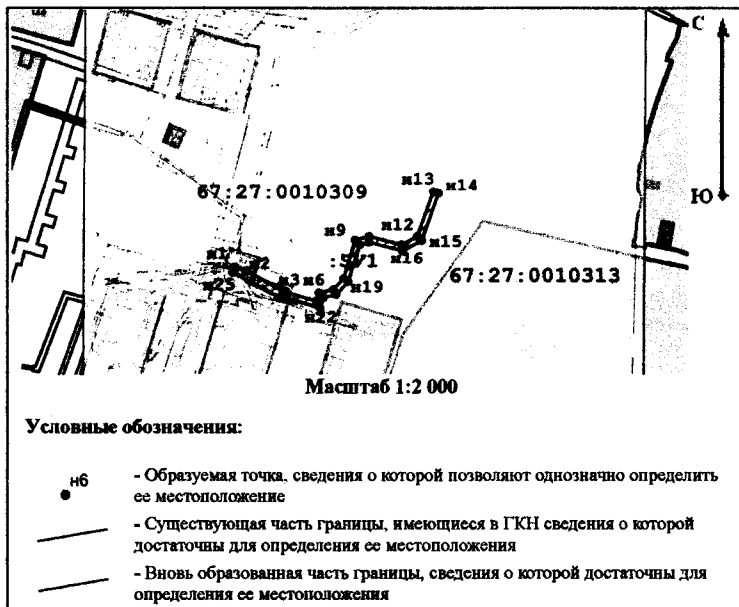 С
н13
н14
67:27:0010309
Ю
н9
н12
н15
н1
н2
:5У1
н16
67:27:0010313
н25
н3
н6
н19
н22
Масштаб 1:2 000
Условные обозначения:
н6
- Образуемая точка, сведения о которой позволяют однозначно определить
ее местоположение
- Существующая часть границы, имеющиеся в ГКН сведения о которой
достаточны для определения ее местоположения
- Вновь образованная часть границы, сведения о которой достаточны для
определения ее местоположения